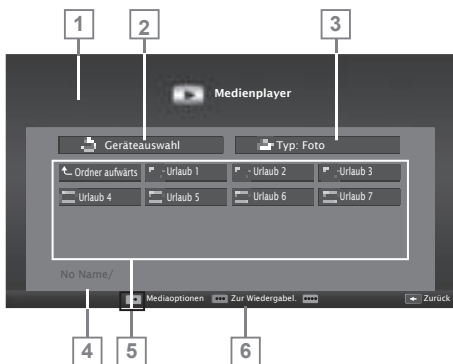 1 2 3
Medienplayer
Geräteauswahl Typ: Foto
Ordner aufwärts Urlaub 1 Urlaub 2 Urlaub 3
Urlaub 4 Urlaub 5 Urlaub 6 Urlaub 7
No Name/
Mediaoptionen Zur Wiedergabel. Zurück
4 5 6